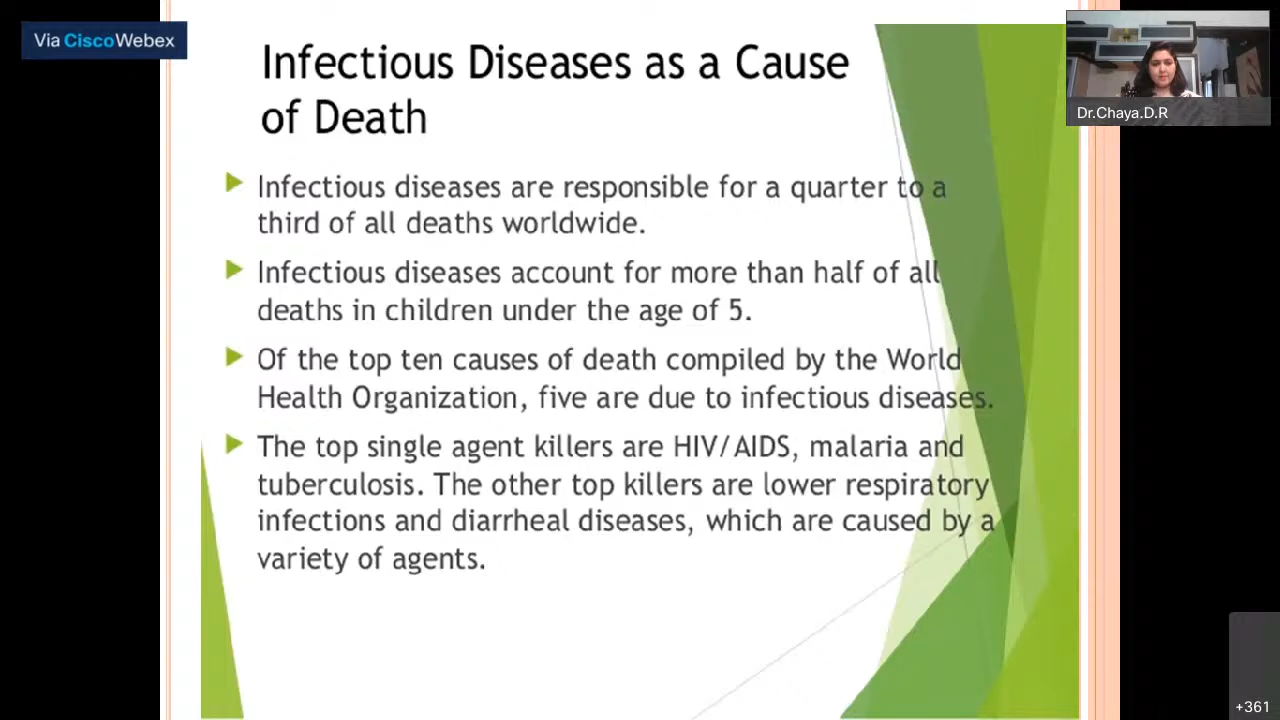 Via CiscoWebex
Infectious Diseases as a Cause
of Death
Dr.Chaya.D.R
Infectious diseases are responsible for a quarter to a
third of all deaths worldwide.
Infectious diseases account for more than half of all
deaths in children under the age of 5.
Of the top ten causes of death compiled by the World
Health Organization, five are due to infectious diseases.
The top single agent killers are HIV/AIDS, malaria and
tuberculosis. The other top killers are lower respiratory
infections and diarrheal diseases, which are caused by a
variety of agents.
+361